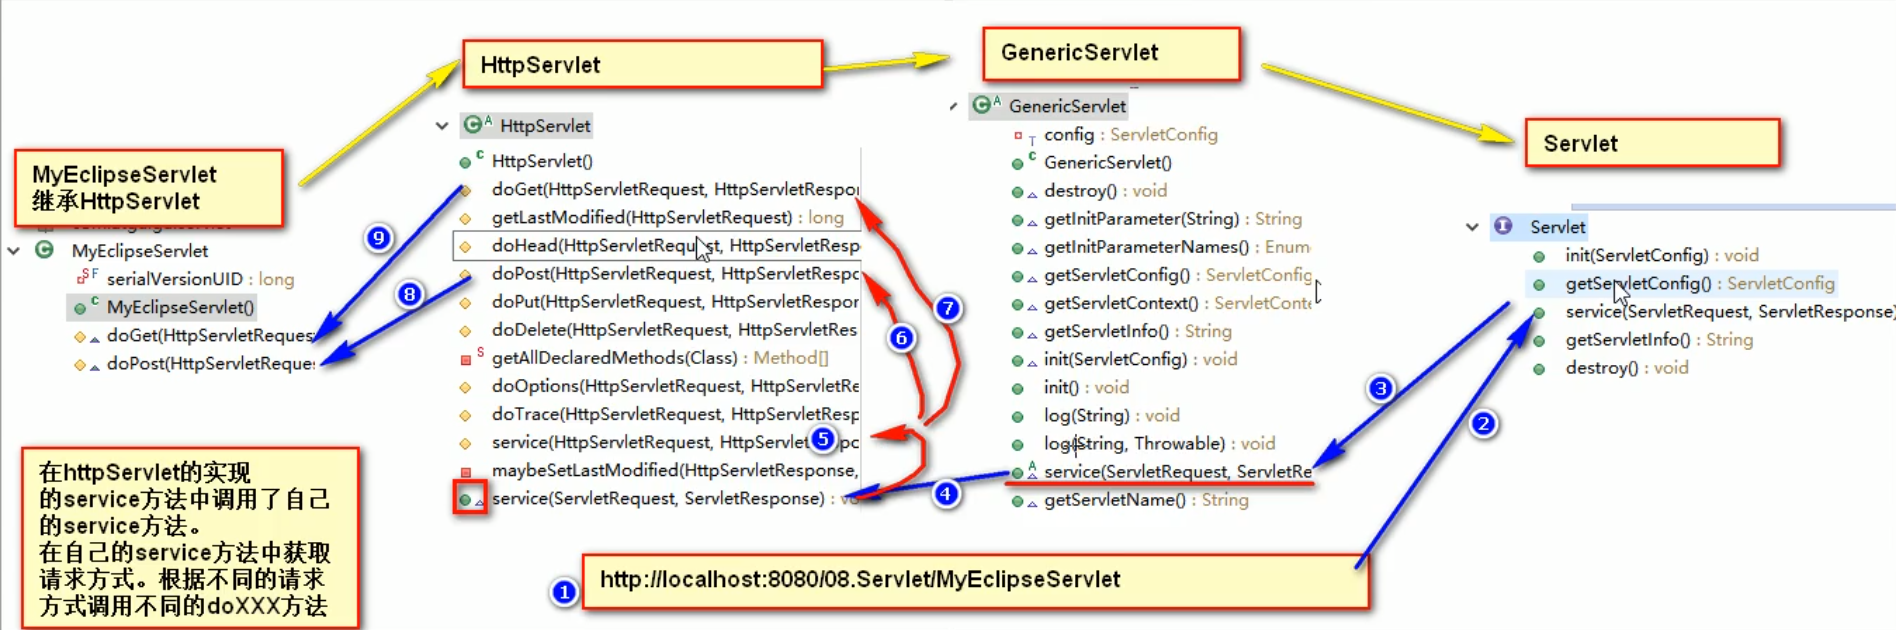 HttpServlet
GenericServlet
Servlet
MyEclipseServlet
继承HttpServlet
MyEclipseServlet
serialVersionUID : long
MyEclipseServlet()
doGet(HttpServletRequest
doPost(HttpServletReque
在httpServlet的实现
的service方法中调用了自己
的service方法。
在自己的service方法中获取
请求方式。根据不同的请求
方式调用不同的doXXX方法
HttpServlet
HttpServlet()
doGet(HttpServletRequest, HttpServletRespon
getLastModified(HttpServletRequest) : long
doHead(HttpServletRequest, HttpServletResp
doPost(HttpServletRequest, HttpServletRespo
doPut(HttpServletRequest, HttpServletRespon
doDelete(HttpServletRequest, HttpServletRes
getAllDeclaredMethods(Class) : Method[]
doOptions(HttpServletRequest, HttpServletRe
doTrace(HttpServletRequest, HttpServletResp
service(HttpServletRequest, HttpServlet
maybeSetLastModified(HttpServletResponse,
service(ServletRequest, ServletResponse) : vo
GenericServlet
config : ServletConfig
GenericServlet()
destroy() : void
getInitParameter(String) : String
getInitParameterNames() : Enum
getServletConfig() : ServletConfig
getServletContext() : ServletConte
getServletInfo() : String
init(ServletConfig) : void
init() : void
log(String) : void
log(String, Throwable) : void
service(ServletRequest, ServletRe
getServletName() : String
Servlet
init(ServletConfig) : void
getServletConfig() : ServletConfig
service(ServletRequest, ServletResponse)
getServletInfo() : String
destroy() : void
9
8
7
6
5
4
3
2
1
http://localhost:8080/08.Servlet/MyEclipseServlet